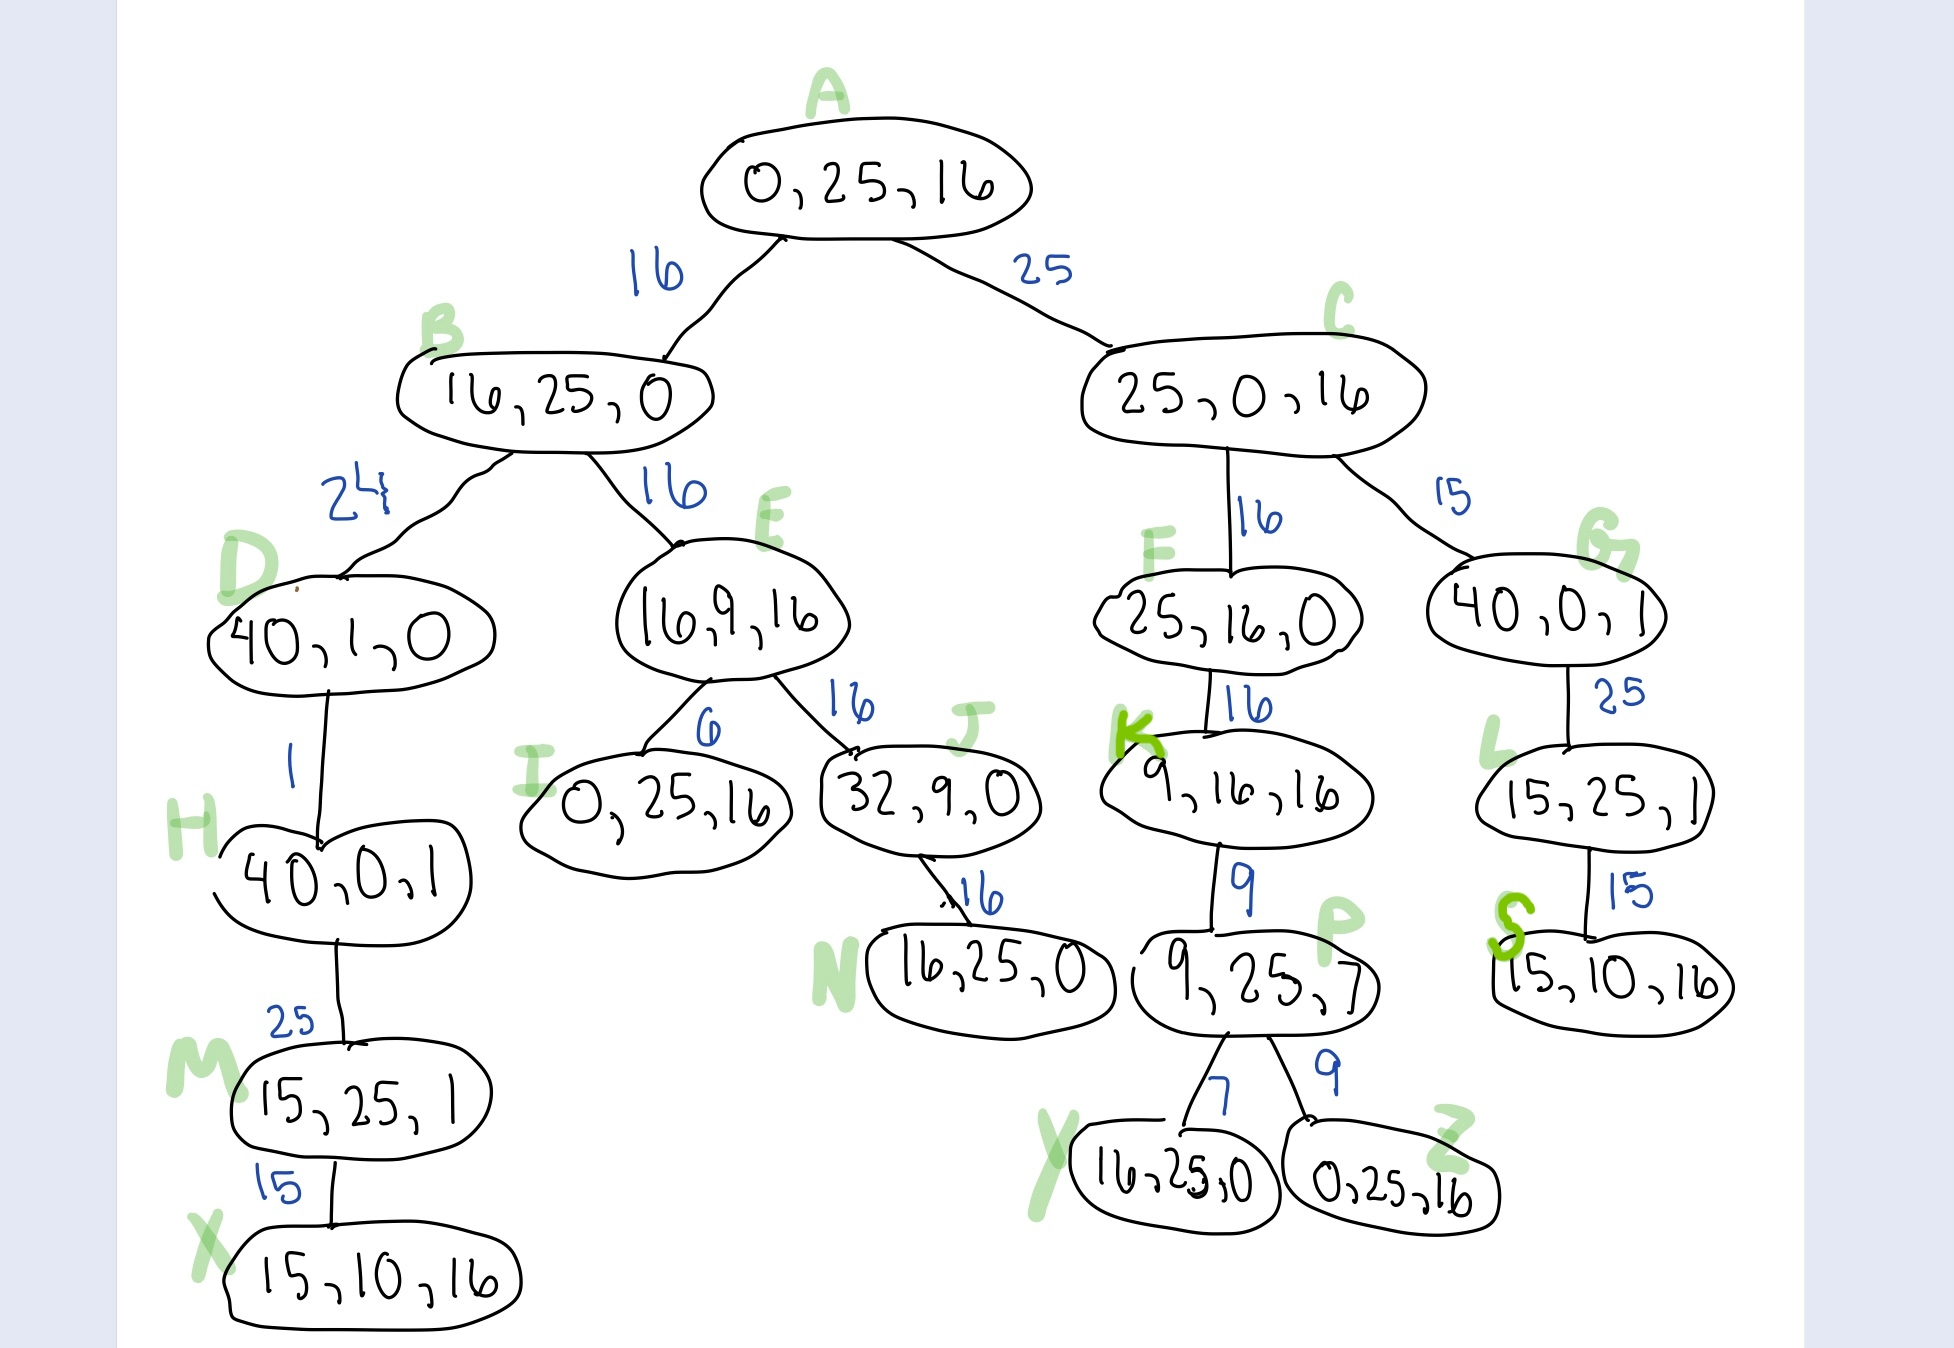 A
0, 25, 16
16
25
B
C
16, 25, 0
25, 0, 16
24
16
16
15
D
E
F
G
40, 1, 0
16, 9, 16
25, 16, 0
40, 0, 1
1
6
16
16
25
H
I
J
K
L
0, 25, 16
32, 9, 0
9, 16, 16
15, 25, 1
40, 0, 1
16
9
15
N
P
S
16, 25, 0
9, 25, 7
15, 10, 16
25
M
15, 25, 1
7
9
15
Y
Z
16, 25, 0
0, 25, 16
X
15, 10, 16